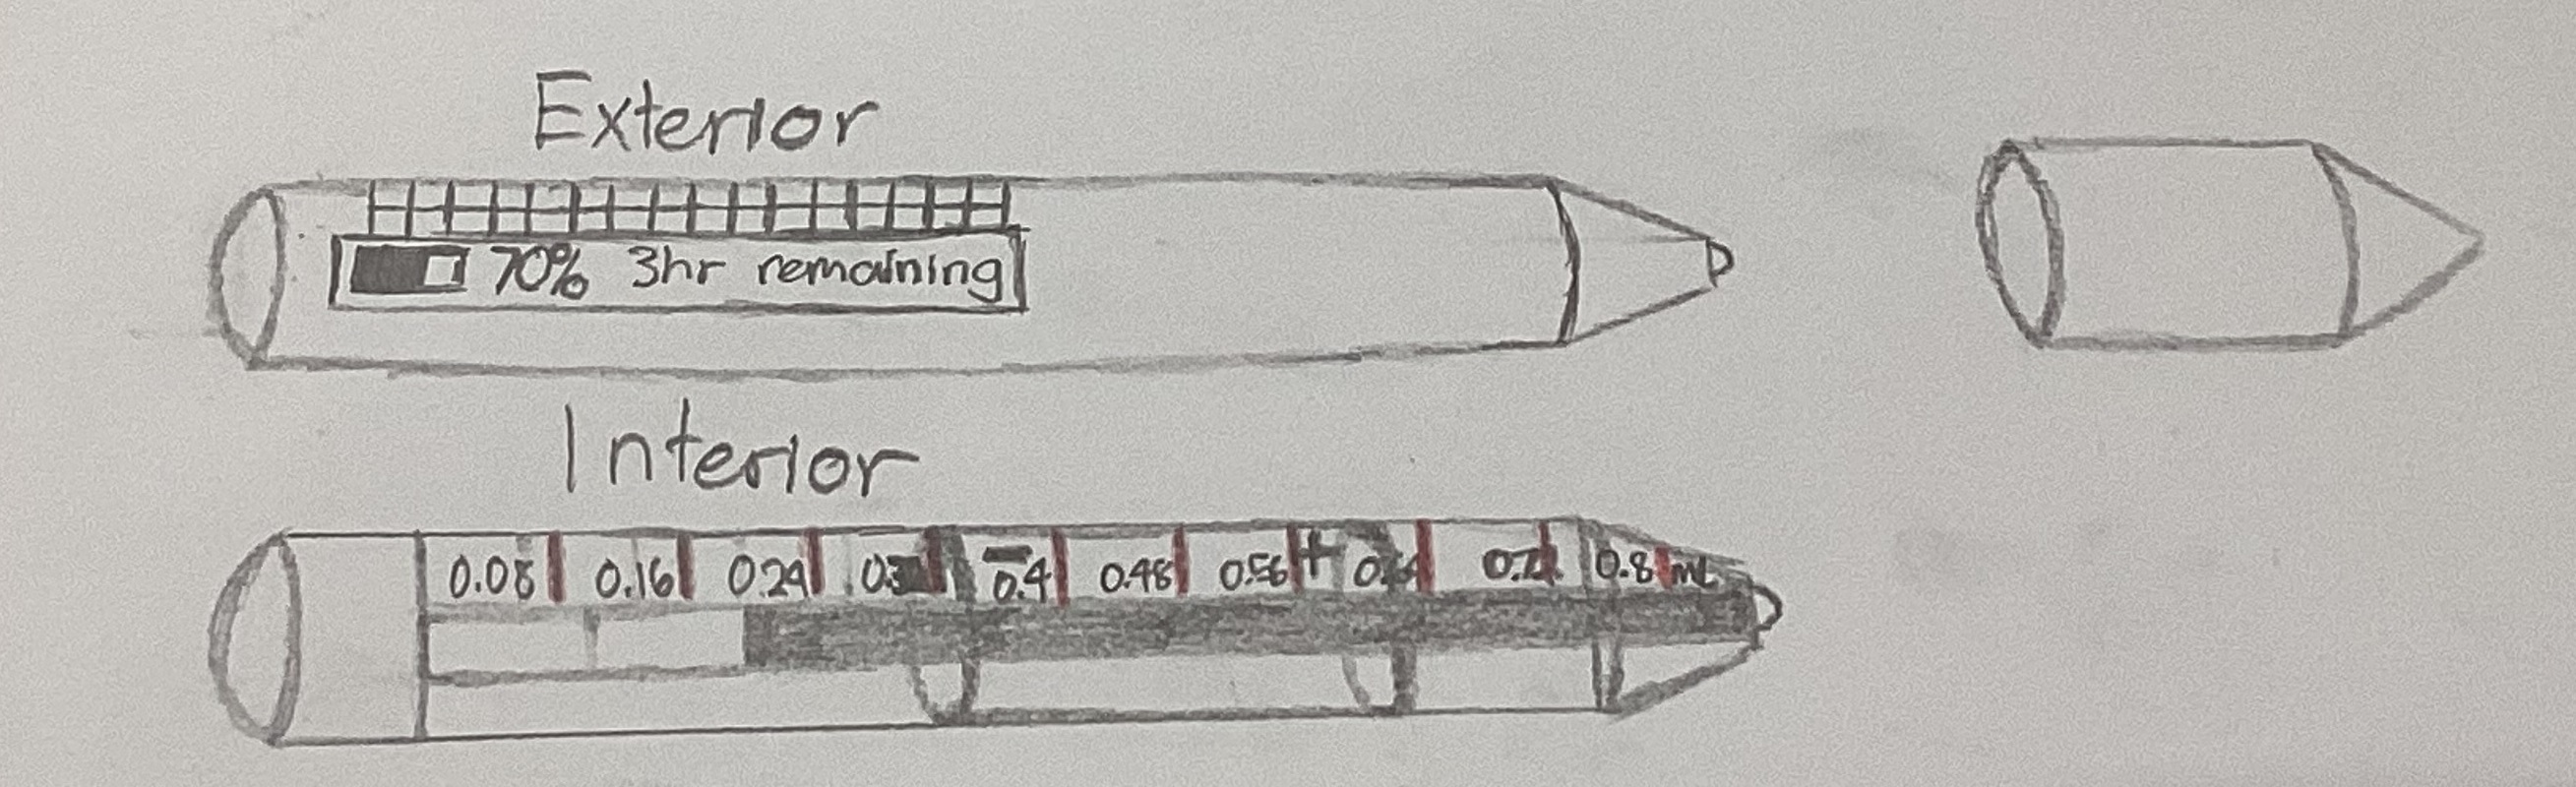 Exterior
70% 3hr remaining
Interior
0.08 0.16 0.24 - 0.4 0.48 0.56 + 0.8 mL